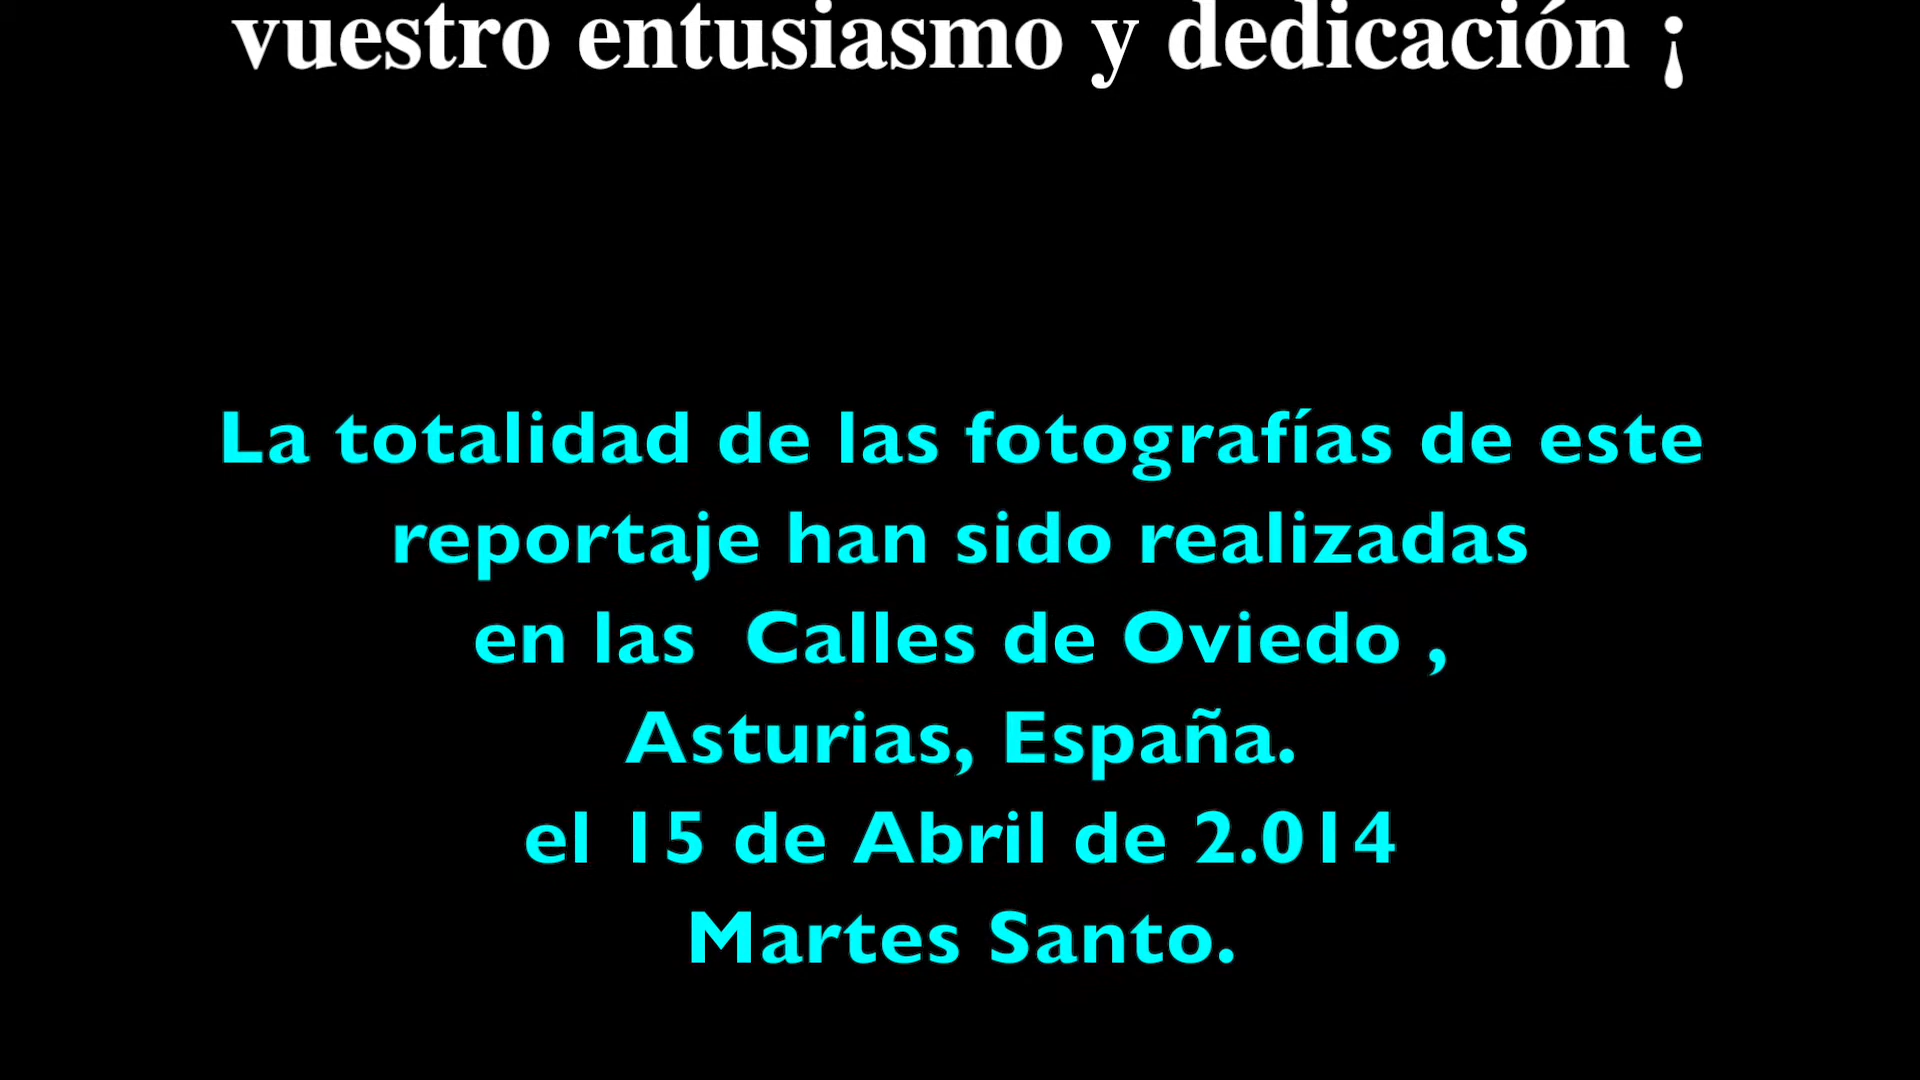 vuestro entusiasmo y dedicación ¡
La totalidad de las fotografías de este
reportaje han sido realizadas
en las  Calles de Oviedo ,
Asturias, España.
el 15 de Abril de 2.014
Martes Santo.